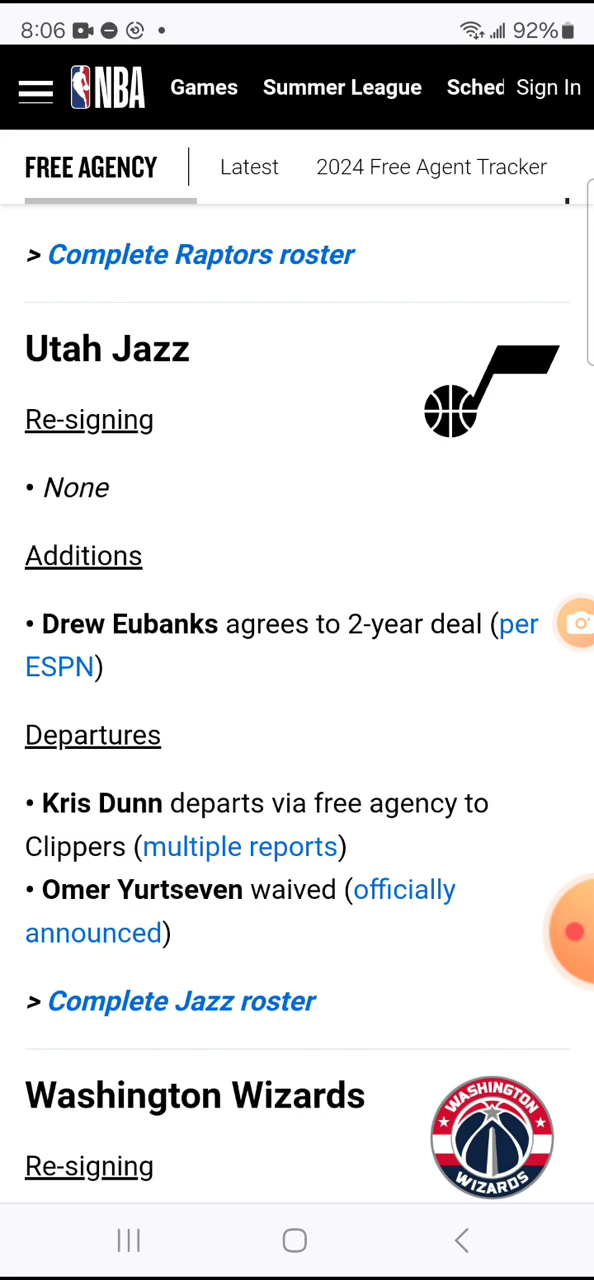 8:06 92%
NBA Games Summer League Sched Sign In
FREE AGENCY Latest 2024 Free Agent Tracker
> Complete Raptors roster
Utah Jazz
Re-signing
• None
Additions
• Drew Eubanks agrees to 2-year deal (per
ESPN)
Departures
• Kris Dunn departs via free agency to
Clippers (multiple reports)
• Omer Yurtseven waived (officially
announced)
> Complete Jazz roster
Washington Wizards
WASHINGTON
WIZARDS
Re-signing